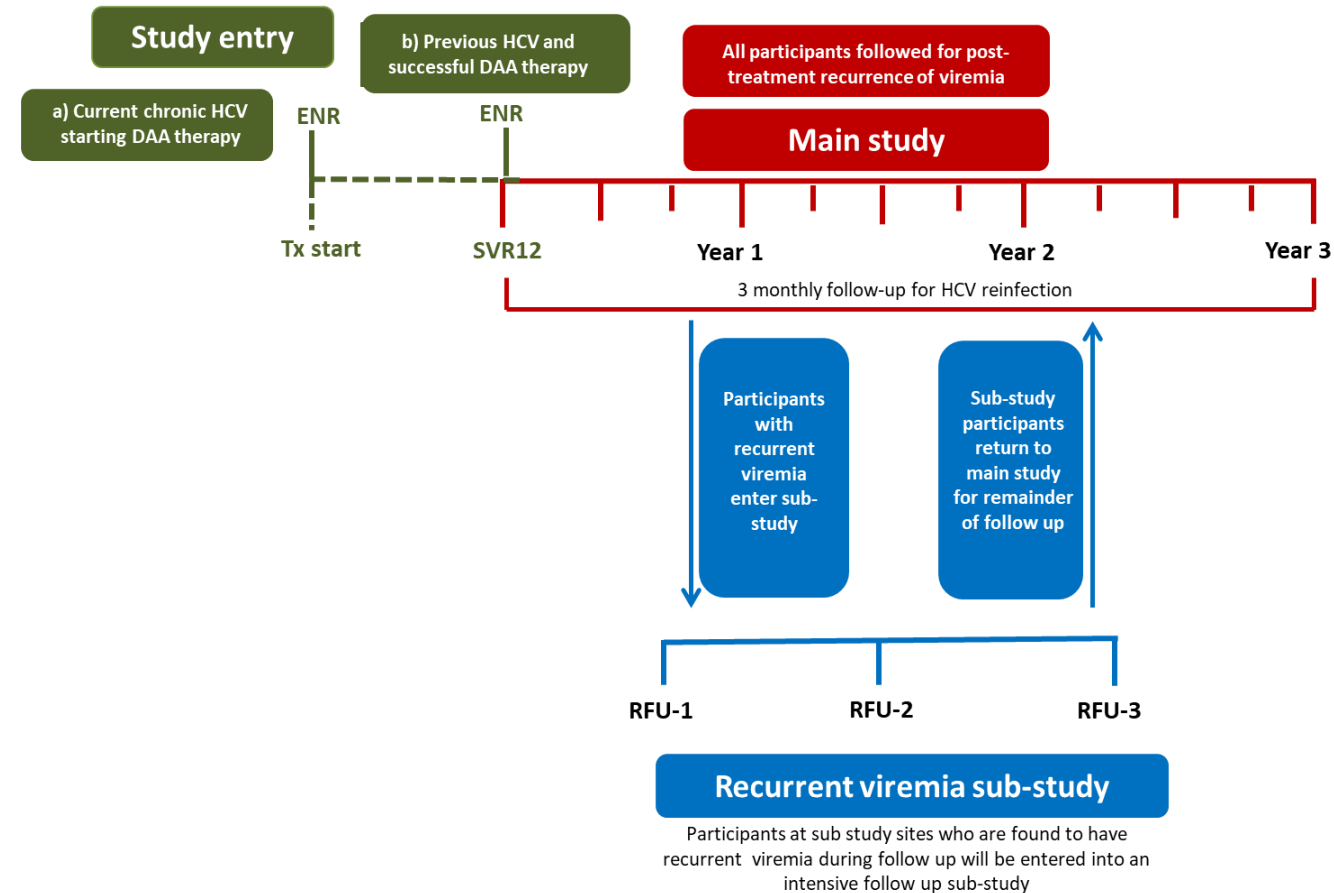 Study entry
b) Previous HCV and
successful DAA therapy
All participants followed for post-
treatment recurrence of viremia
a) Current chronic HCV
starting DAA therapy
ENR
ENR
Main study
Tx start
SVR12
Year 1
Year 2
Year 3
3 monthly follow-up for HCV reinfection
Participants
with
recurrent
viremia
enter sub-
study
Sub-study
participants
return to
main study
for remainder
of follow up
RFU-1
RFU-2
RFU-3
Recurrent viremia sub-study
Participants at sub study sites who are found to have
recurrent viremia during follow up will be entered into an
intensive follow up sub-study